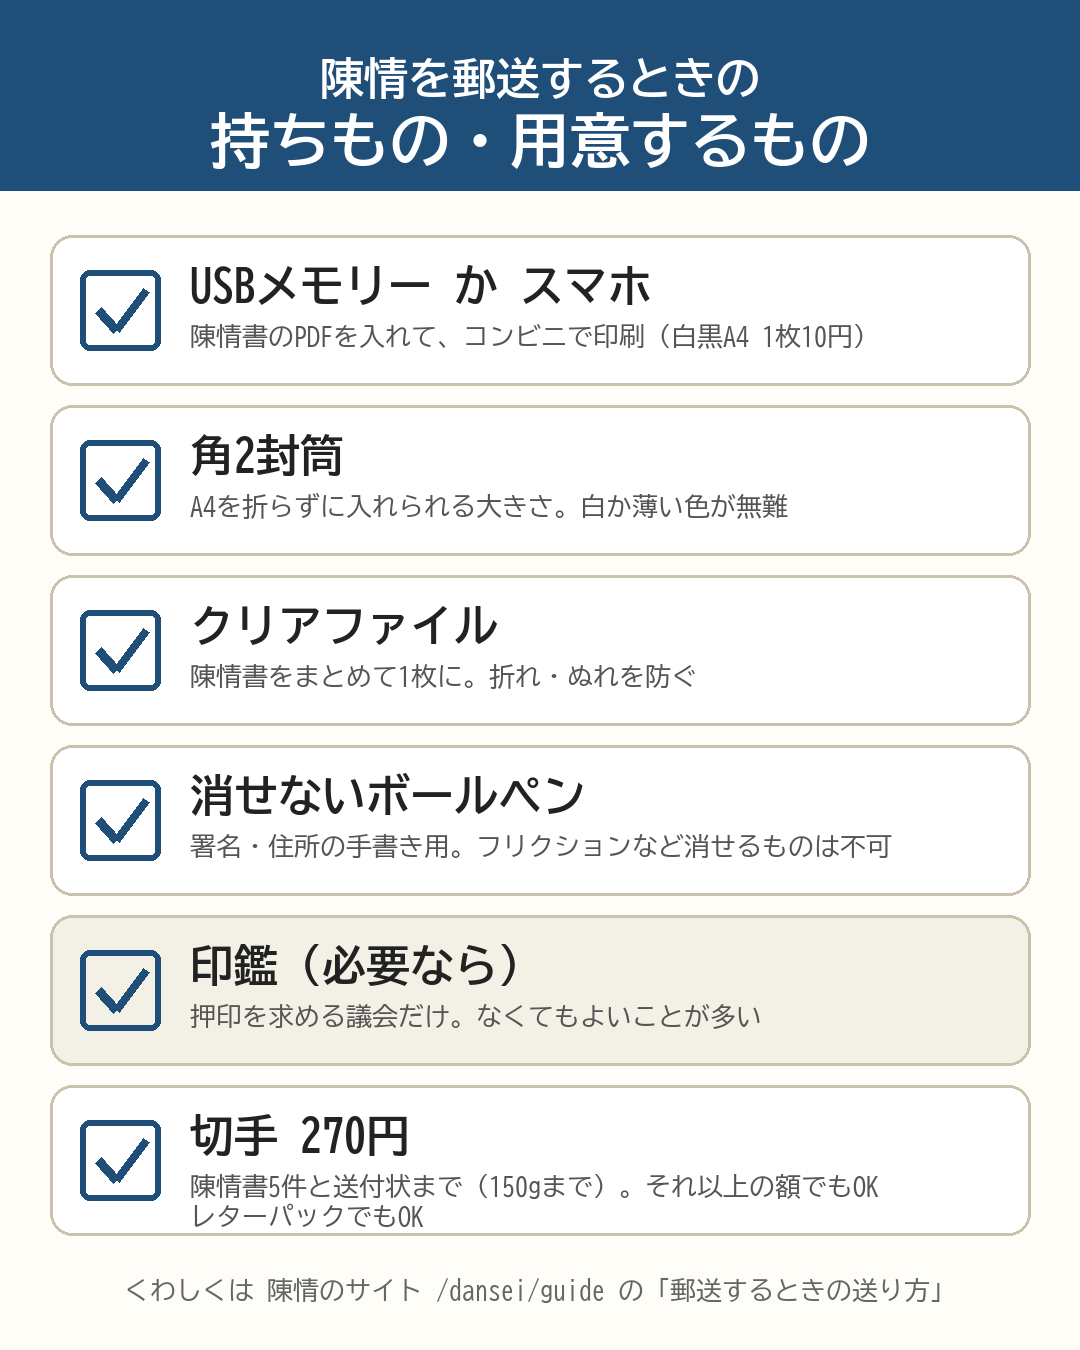 陳情を郵送するときの
持ちもの・用意するもの
USBメモリー か スマホ
陳情書のPDFを入れて、コンビニで印刷（白黒A4 1枚10円）
角2封筒
A4を折らずに入れられる大きさ。白か薄い色が無難
クリアファイル
陳情書をまとめて1枚に。折れ・ぬれを防ぐ
消せないボールペン
署名・住所の手書き用。フリクションなど消せるものは不可
印鑑（必要なら）
押印を求める議会だけ。なくてもよいことが多い
切手 270円
陳情書5件と送付状まで（150gまで）。それ以上の額でもOK
レターパックでもOK
くわしくは 陳情のサイト /dansei/guide の「郵送するときの送り方」